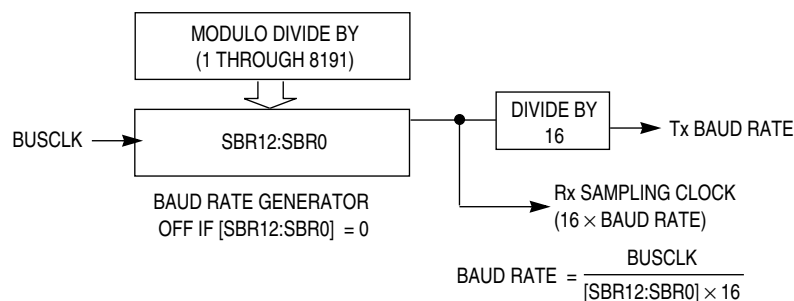 MODULO DIVIDE BY
(1 THROUGH 8191)
BUSCLK
SBR12:SBR0
DIVIDE BY
16
Tx BAUD RATE
BAUD RATE GENERATOR
OFF IF [SBR12:SBR0] = 0
Rx SAMPLING CLOCK
(16 × BAUD RATE)
BAUD RATE =
BUSCLK
[SBR12:SBR0] × 16